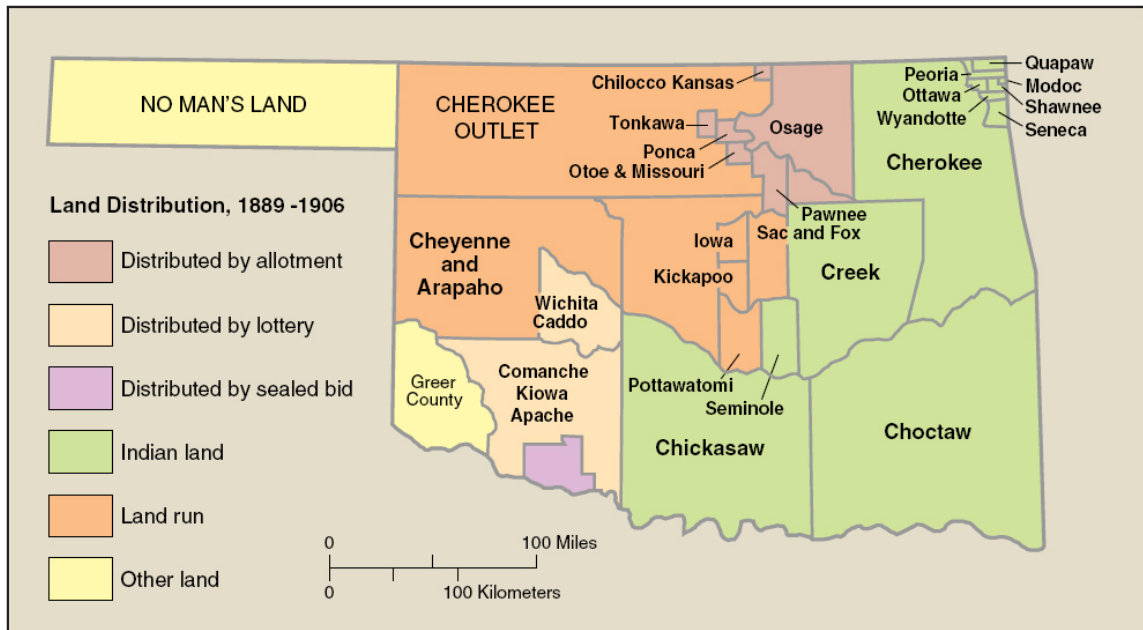 NO MAN'S LAND
CHEROKEE
OUTLET
Chilocco Kansas
Tonkawa
Ponca
Otoe & Missouri
Osage
Peoria
Ottawa
Wyandotte
Quapaw
Modoc
Shawnee
Seneca
Cherokee
Pawnee
Sac and Fox
Iowa
Kickapoo
Creek
Cheyenne
and
Arapaho
Wichita
Caddo
Greer
County
Comanche
Kiowa
Apache
Pottawatomi
Seminole
Chickasaw
Choctaw
Land Distribution, 1889 -1906
Distributed by allotment
Distributed by lottery
Distributed by sealed bid
Indian land
Land run
Other land
0 100 Miles
0 100 Kilometers